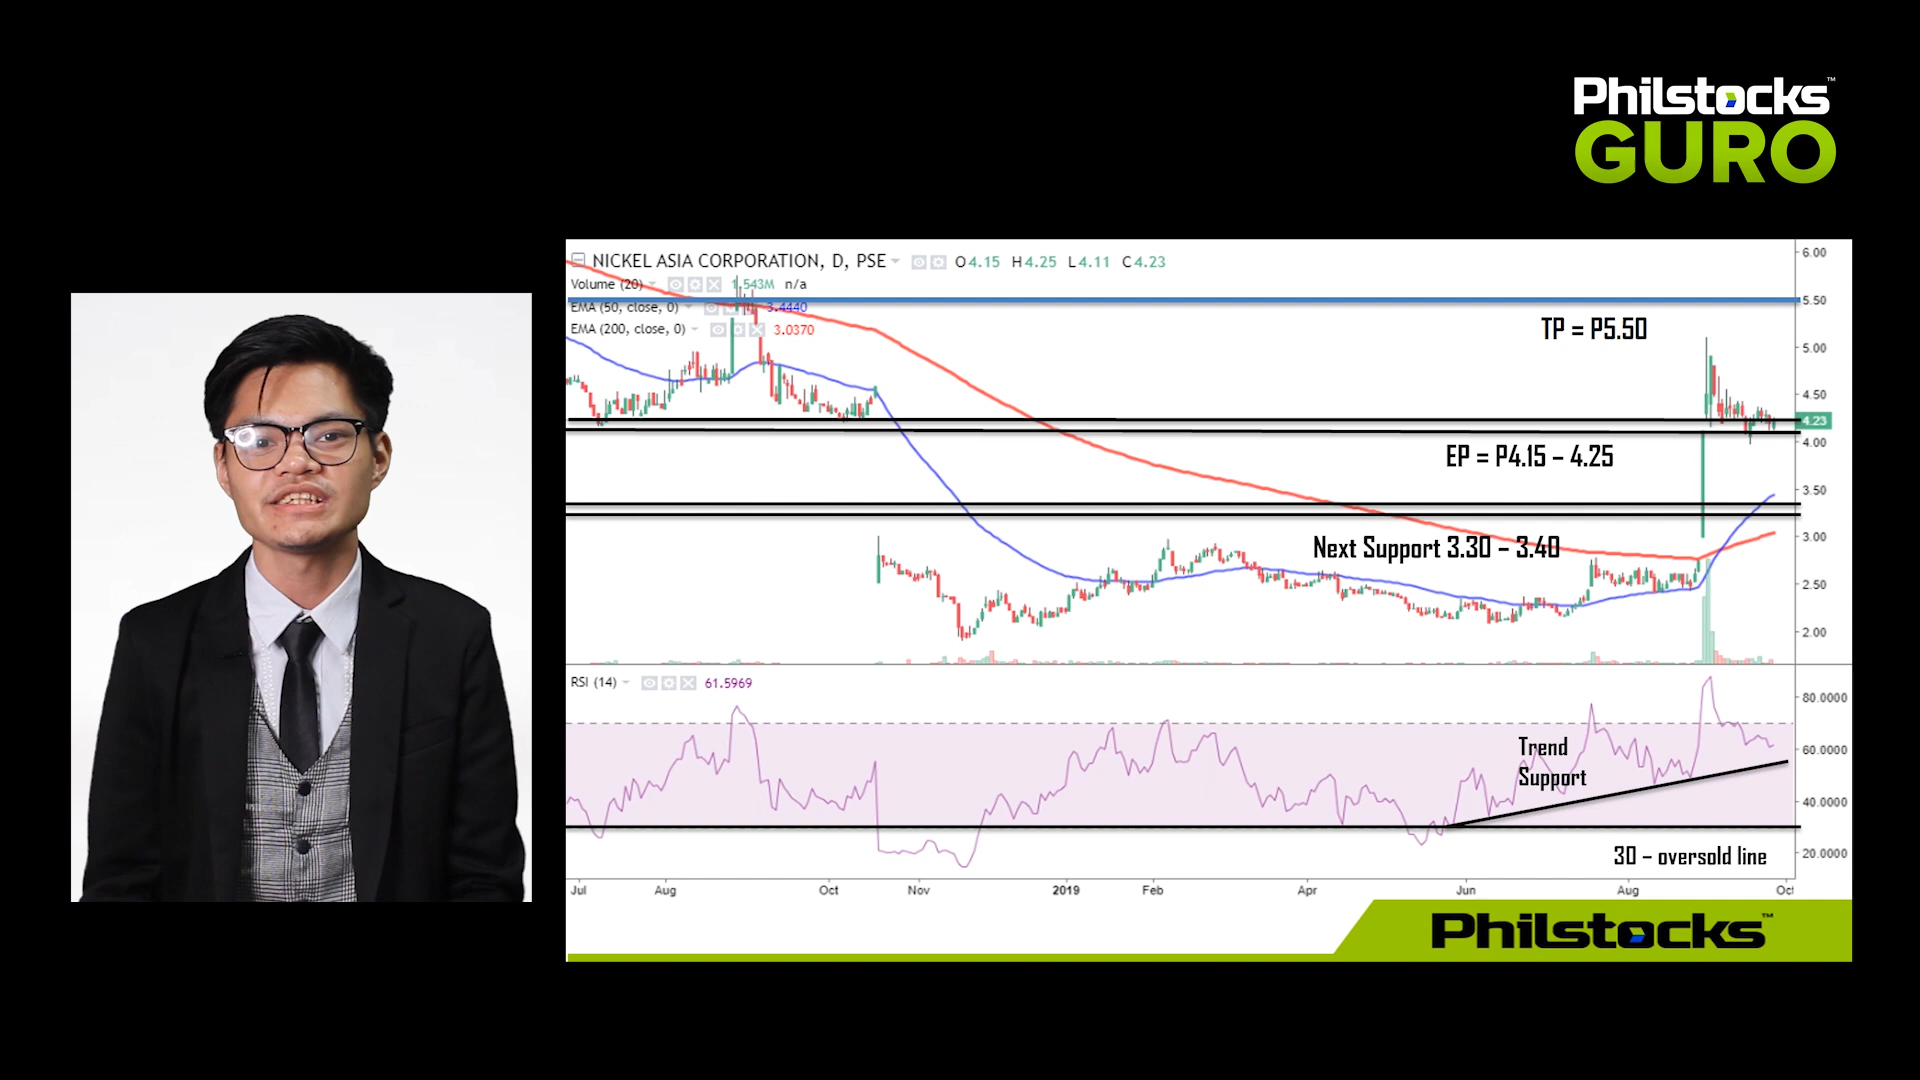 Philstocks™
GURO
NICKEL ASIA CORPORATION, D, PSE O4.15 H4.25 L4.11 C4.23
Volume (20) 1.543M n/a
EMA (50, close, 0) 3.4440
EMA (200, close, 0) 3.0370
TP = P5.50
EP = P4.15 – 4.25
Next Support 3.30 – 3.40
6.00
5.50
5.00
4.50
4.23
4.00
3.50
3.00
2.50
2.00
RSI (14) 61.5969
Trend
Support
30 – oversold line
80.0000
60.0000
40.0000
20.0000
Jul Aug Oct Nov 2019 Feb Apr Jun Aug Oct
Philstocks™